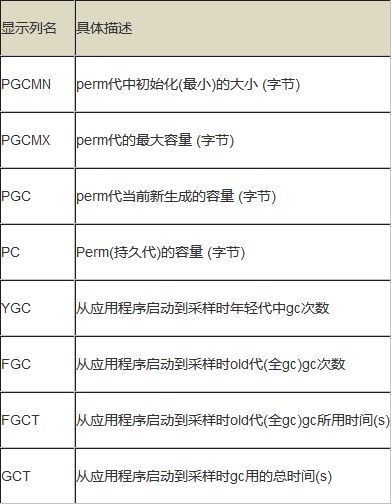 显示列名 具体描述
PGCMN perm代中初始化(最小)的大小 (字节)
PGCMX perm代的最大容量 (字节)
PGC perm代当前新生成的容量 (字节)
PC Perm(持久代)的容量 (字节)
YGC 从应用程序启动到采样时年轻代中gc次数
FGC 从应用程序启动到采样时old代(全gc)gc次数
FGCT 从应用程序启动到采样时old代(全gc)gc所用时间(s)
GCT 从应用程序启动到采样时gc用的总时间(s)